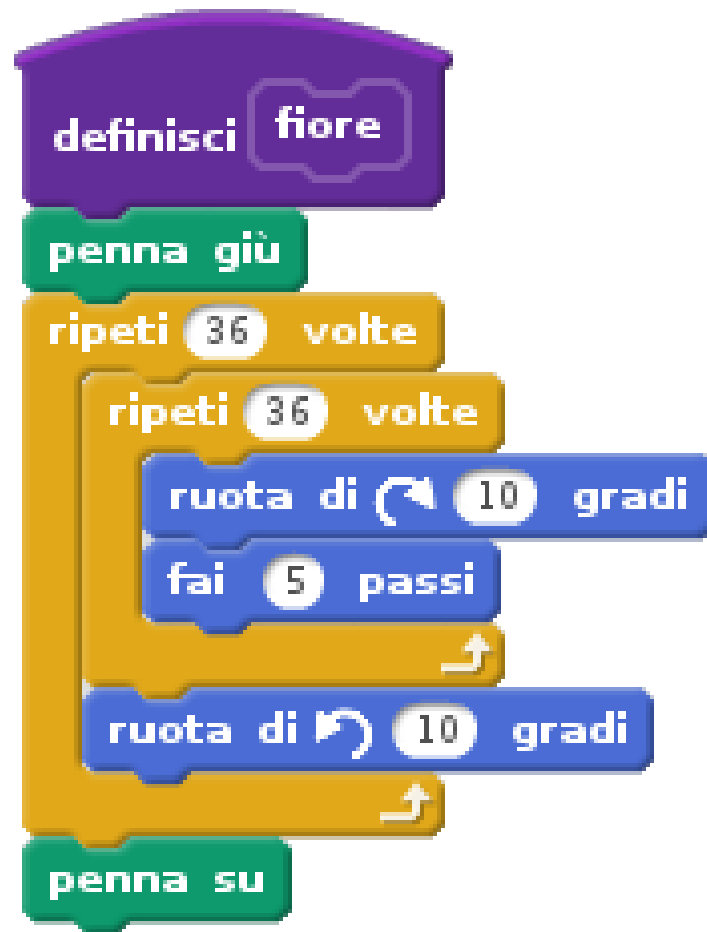 definisci fiore
penna giù
ripeti 36 volte
ripeti 36 volte
ruota di 10 gradi
fai 5 passi
ruota di 10 gradi
penna su